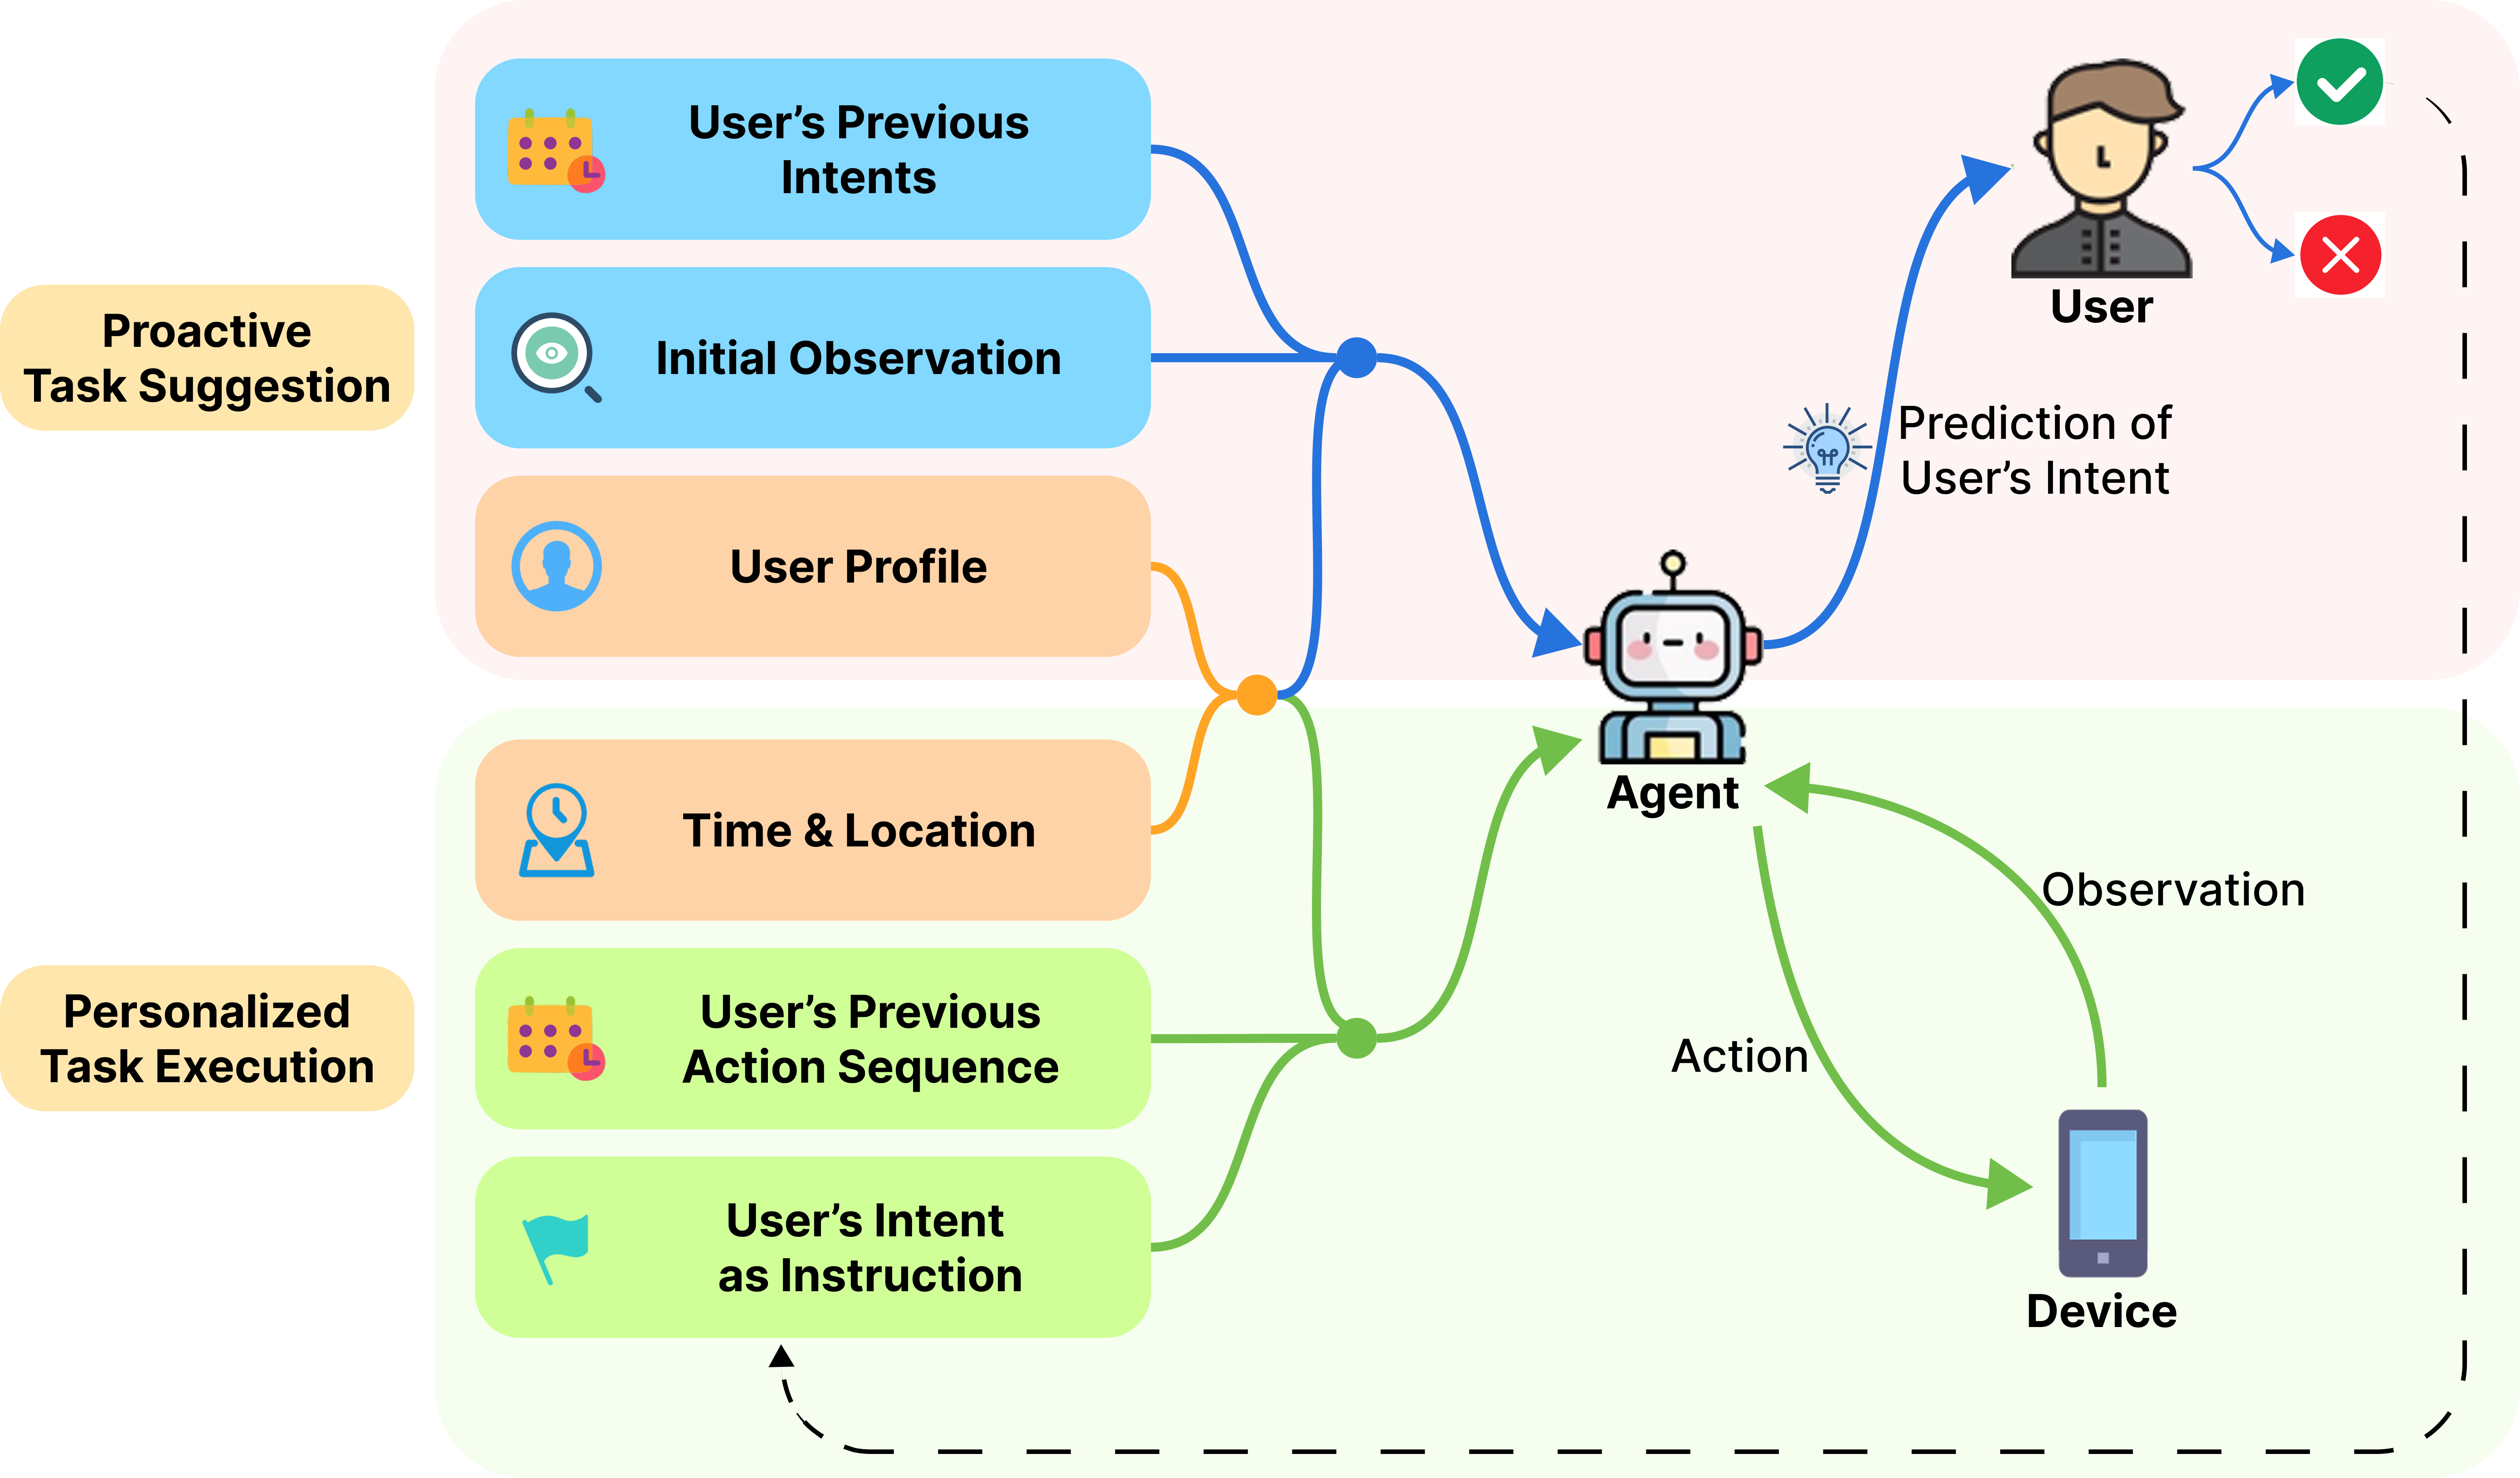 Proactive
Task Suggestion
User’s Previous
Intents
Initial Observation
User Profile
User
Prediction of
User’s Intent
Agent
Personalized
Task Execution
Time & Location
User’s Previous
Action Sequence
User’s Intent
as Instruction
Observation
Action
Device